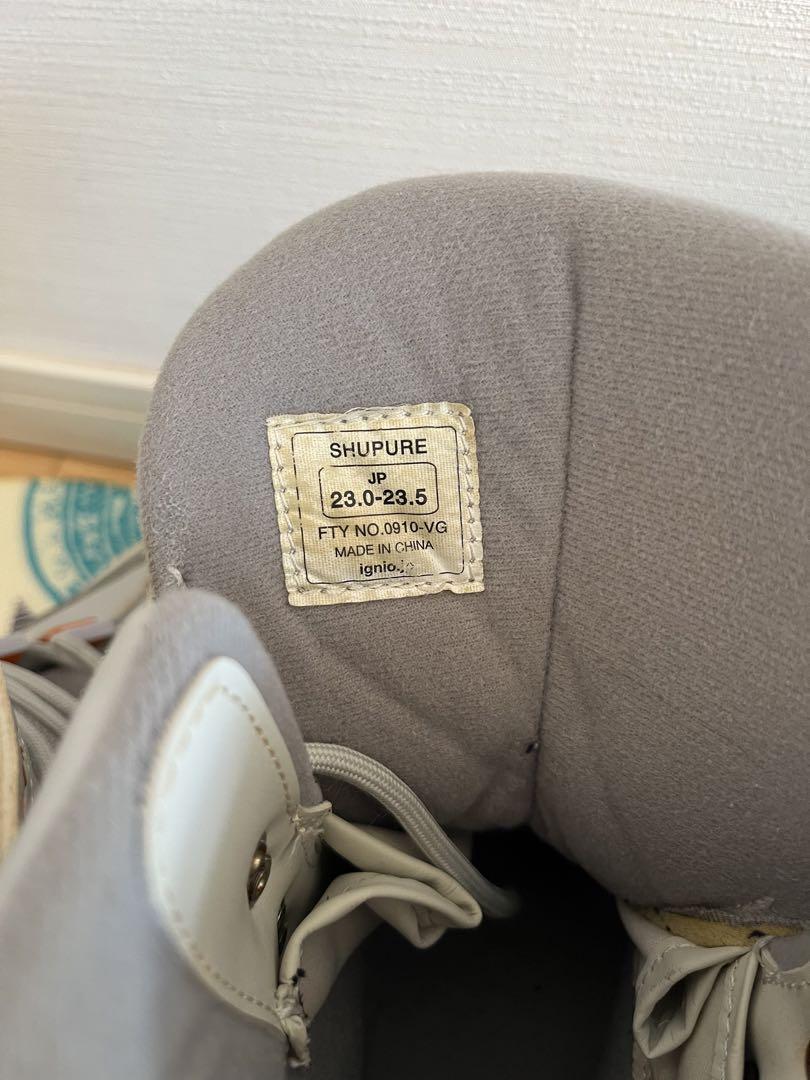 SHUPURE
JP
23.0-23.5
FTY NO.0910-VG
MADE IN CHINA